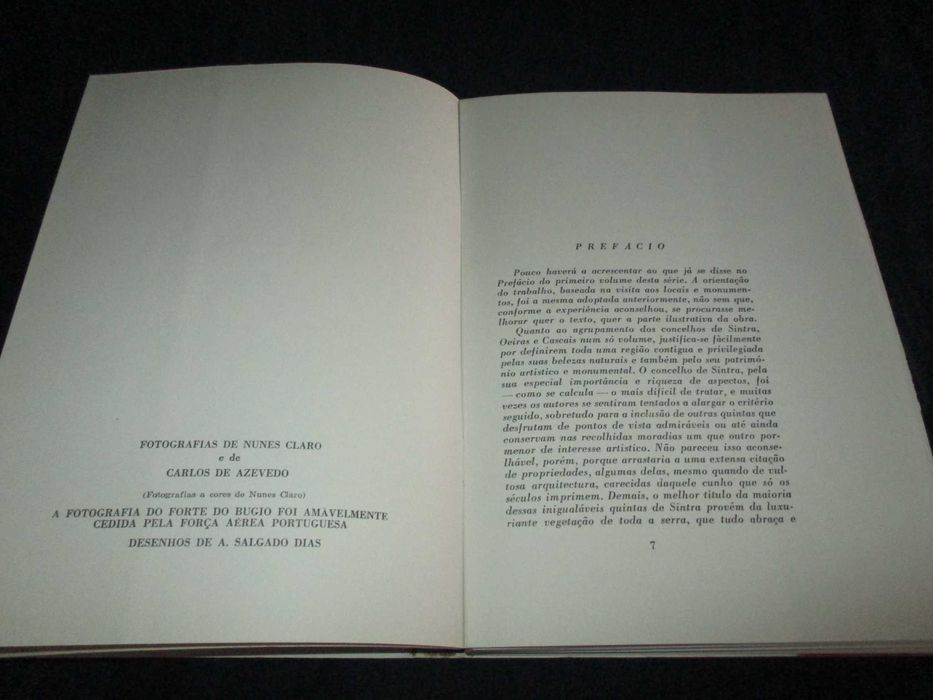 FOTOGRAFIAS DE NUNES CLARO
e de
CARLOS DE AZEVEDO
(Fotografias a cores de Nunes Claro)
A FOTOGRAFIA DO FORTE DO BUGIO FOI AMÀVELMENTE
CEDIDA PELA FORÇA AÉREA PORTUGUESA
DESENHOS DE A. SALGADO DIAS
PREFÁCIO
Pouco haverá a acrescentar ao que já se disse no
Prefácio do primeiro volume desta série. A orientação
do trabalho, baseada na visita aos locais e monumen-
tos, foi a mesma adoptada anteriormente, não sem que,
conforme a experiência aconselhou, se procurasse me-
lhorar quer o texto, quer a parte ilustrativa da obra.
Quanto ao agrupamento dos concelhos de Sintra,
Oeiras e Cascais num só volume, justifica-se fàcilmente
por definirem toda uma região contígua e privilegiada
pelas suas belezas naturais e também pelo seu patrimó-
nio artístico e monumental. O concelho de Sintra, pela
sua especial importância e riqueza de aspectos, foi
— como se calcula — o mais difícil de tratar, e muitas
vezes os autores se sentiram tentados a alargar o critério
seguido, sobretudo para a inclusão de outras quintas que
desfrutam de pontos de vista admiráveis ou até ainda
conservam nas recolhidas moradias um que outro por-
menor de interesse artístico. Não pareceu isso aconse-
lhável, porém, porque arrastaria a uma extensa citação
de propriedades, algumas delas, mesmo quando de vul-
tosa arquitectura, carecidas daquele cunho que só os
séculos imprimem. Demais, o melhor título da maioria
dessas inigualáveis quintas de Sintra provém da luxu-
riante vegetação de toda a serra, que tudo abraça e
7